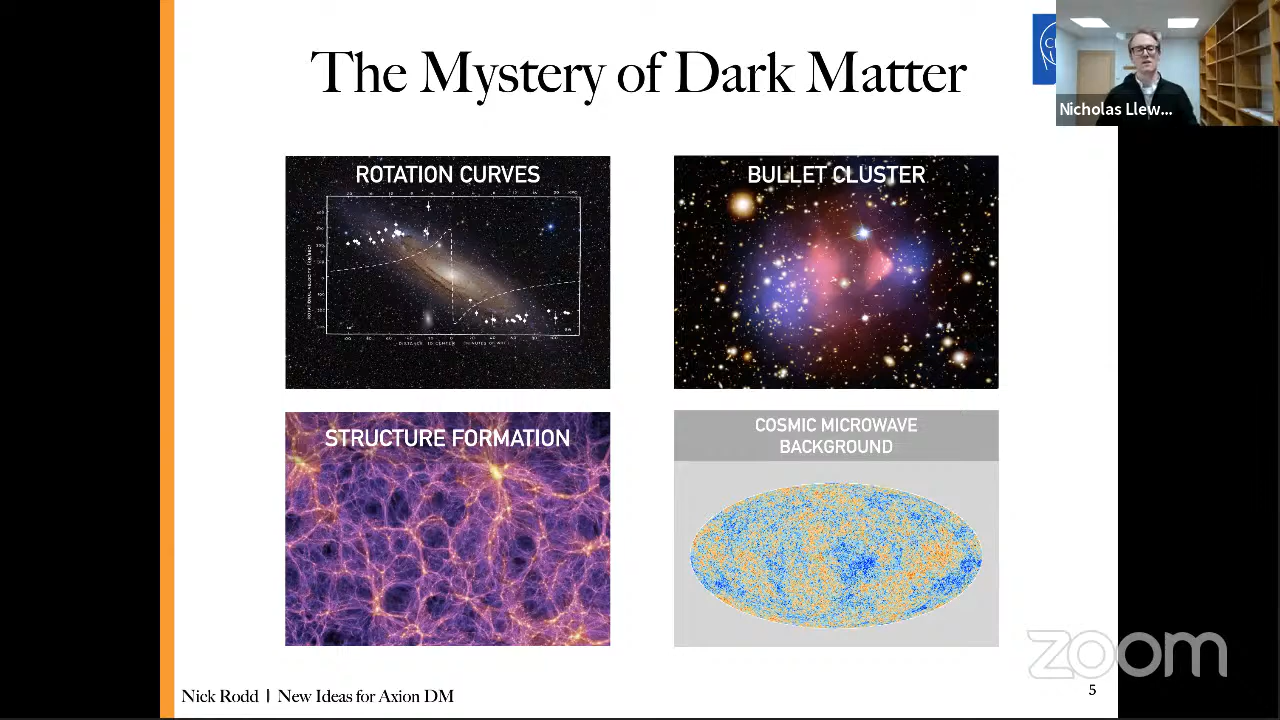 The Mystery of Dark Matter
Nicholas Llew...
ROTATION CURVES
BULLET CLUSTER
STRUCTURE FORMATION
COSMIC MICROWAVE
BACKGROUND
zoom
Nick Rodd | New Ideas for Axion DM
5